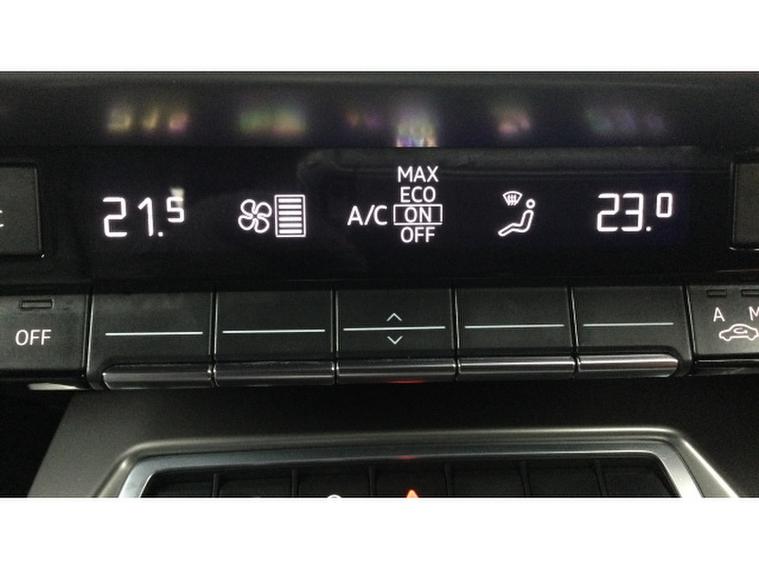 MAX
ECO
21.5 A/C ON 23.0
OFF
OFF
A M